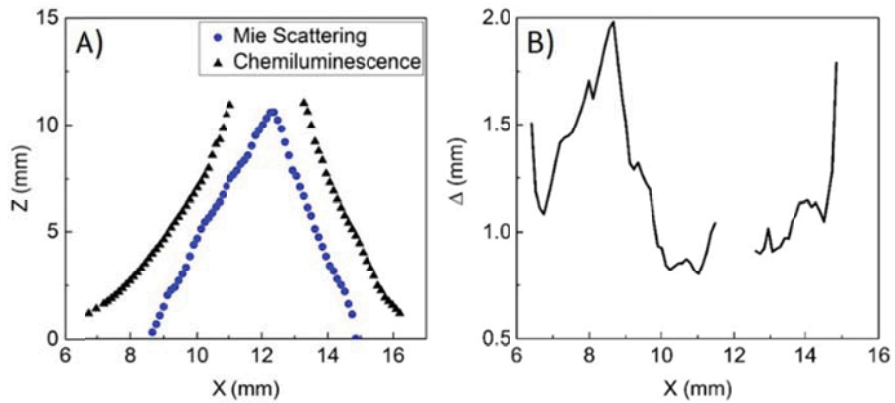 A)
Mie Scattering
Chemiluminescence
15
10
5
0
Z (mm)
6 8 10 12 14 16
X (mm)
B)
2.0
1.5
1.0
0.5
Δ (mm)
6 8 10 12 14 16
X (mm)